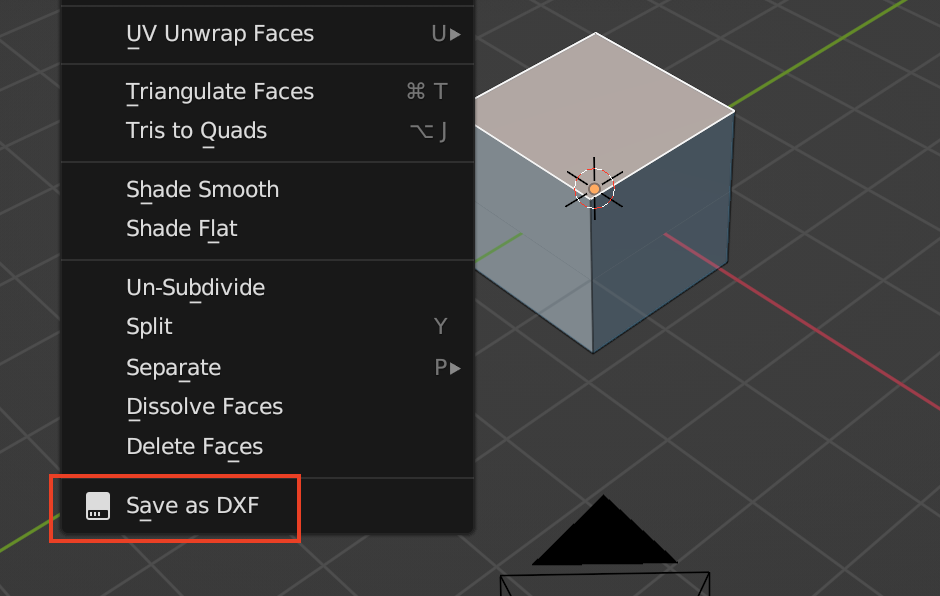 UV Unwrap Faces U
Triangulate Faces ⌘ T
Tris to Quads ⌥ J
Shade Smooth
Shade Flat
Un-Subdivide
Split Y
Separate P
Dissolve Faces
Delete Faces
Save as DXF